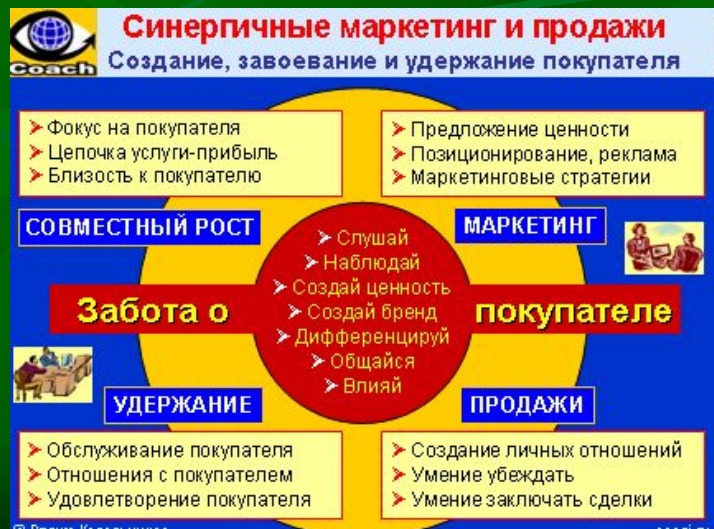 Coach
Синергичные маркетинг и продажи
Создание, завоевание и удержание покупателя
Фокус на покупателя
Цепочка услуги-прибыль
Близость к покупателю
Предложение ценности
Позиционирование, реклама
Маркетинговые стратегии
СОВМЕСТНЫЙ РОСТ
МАРКЕТИНГ
Слушай
Наблюдай
Создай ценность
Создай бренд
Дифференцируй
Общайся
Влияй
Забота о покупателе
УДЕРЖАНИЕ
ПРОДАЖИ
Обслуживание покупателя
Отношения с покупателем
Удовлетворение покупателя
Создание личных отношений
Умение убеждать
Умение заключать сделки